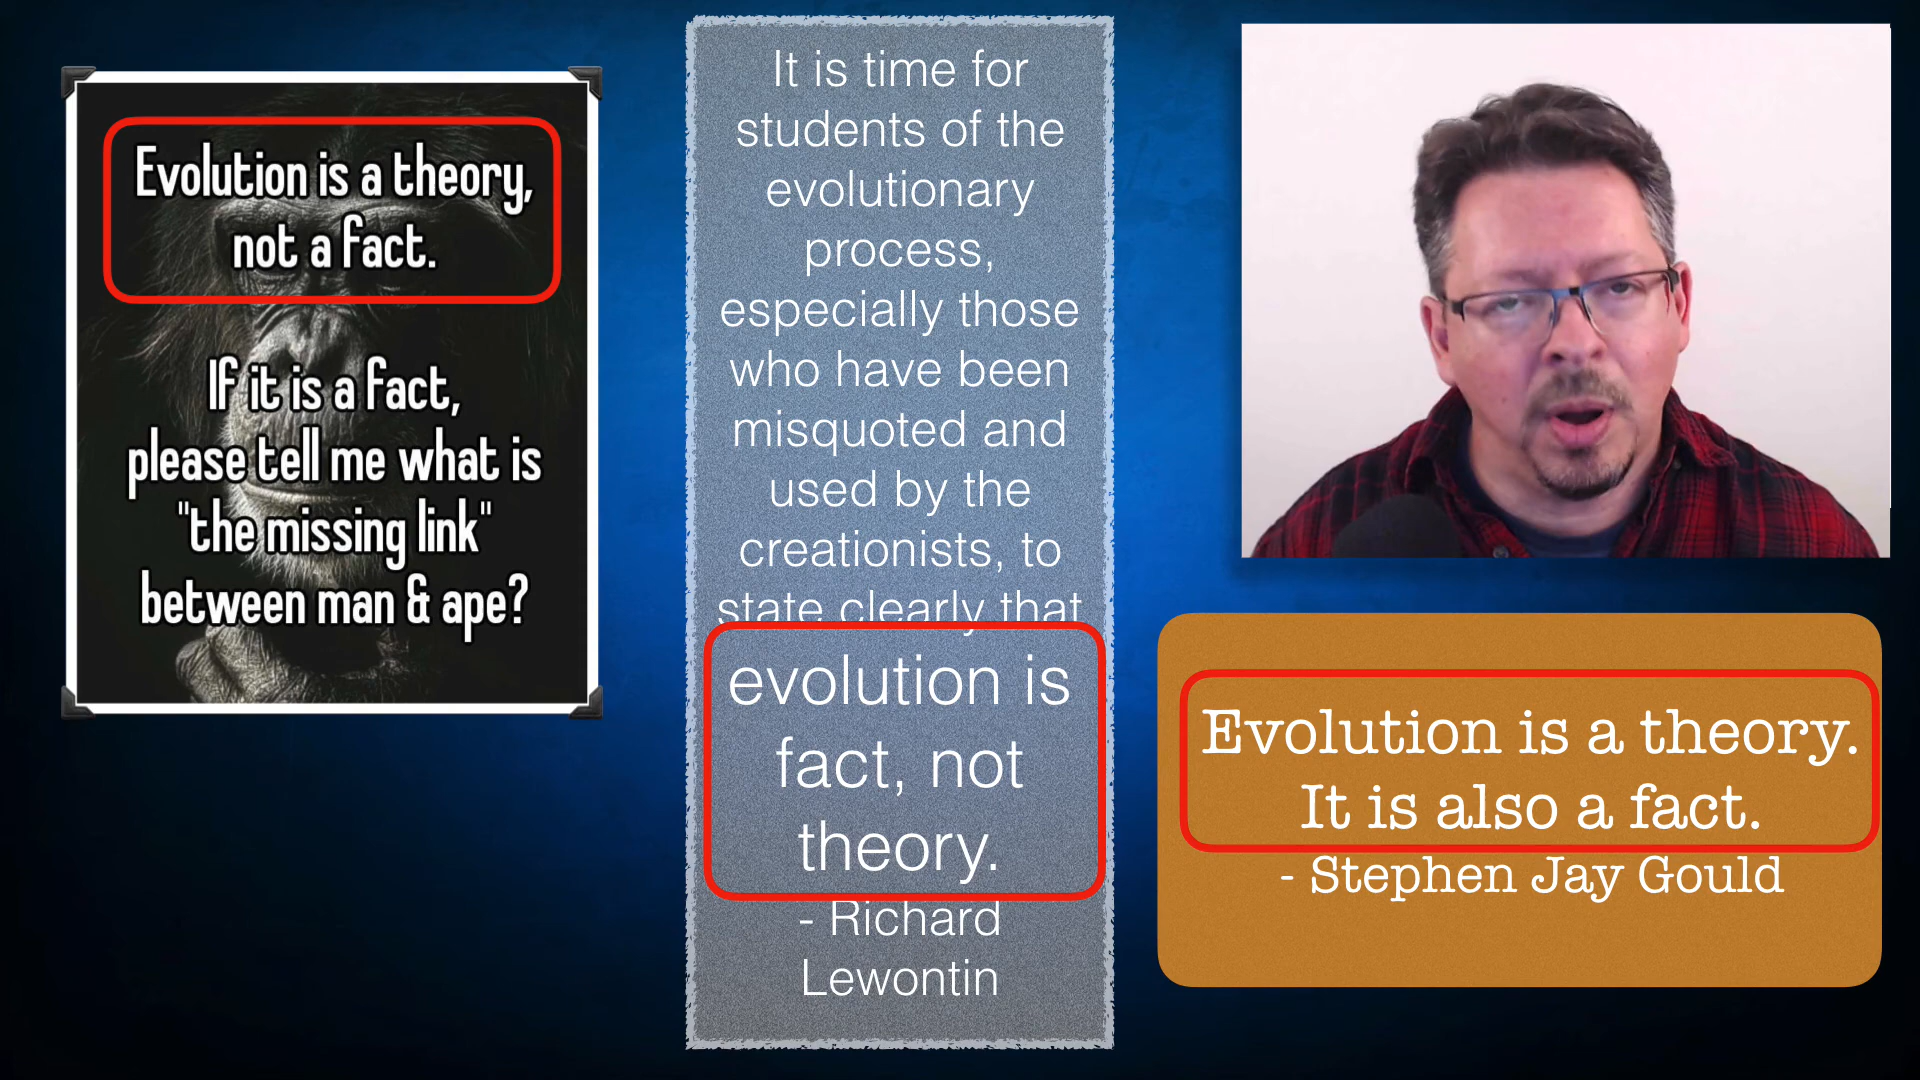 Evolution is a theory,
not a fact.
If it is a fact,
please tell me what is
"the missing link"
between man & ape?
It is time for
students of the
evolutionary
process,
especially those
who have been
misquoted and
used by the
creationists, to
state clearly that
evolution is
fact, not
theory.
- Richard
Lewontin
Evolution is a theory.
It is also a fact.
- Stephen Jay Gould